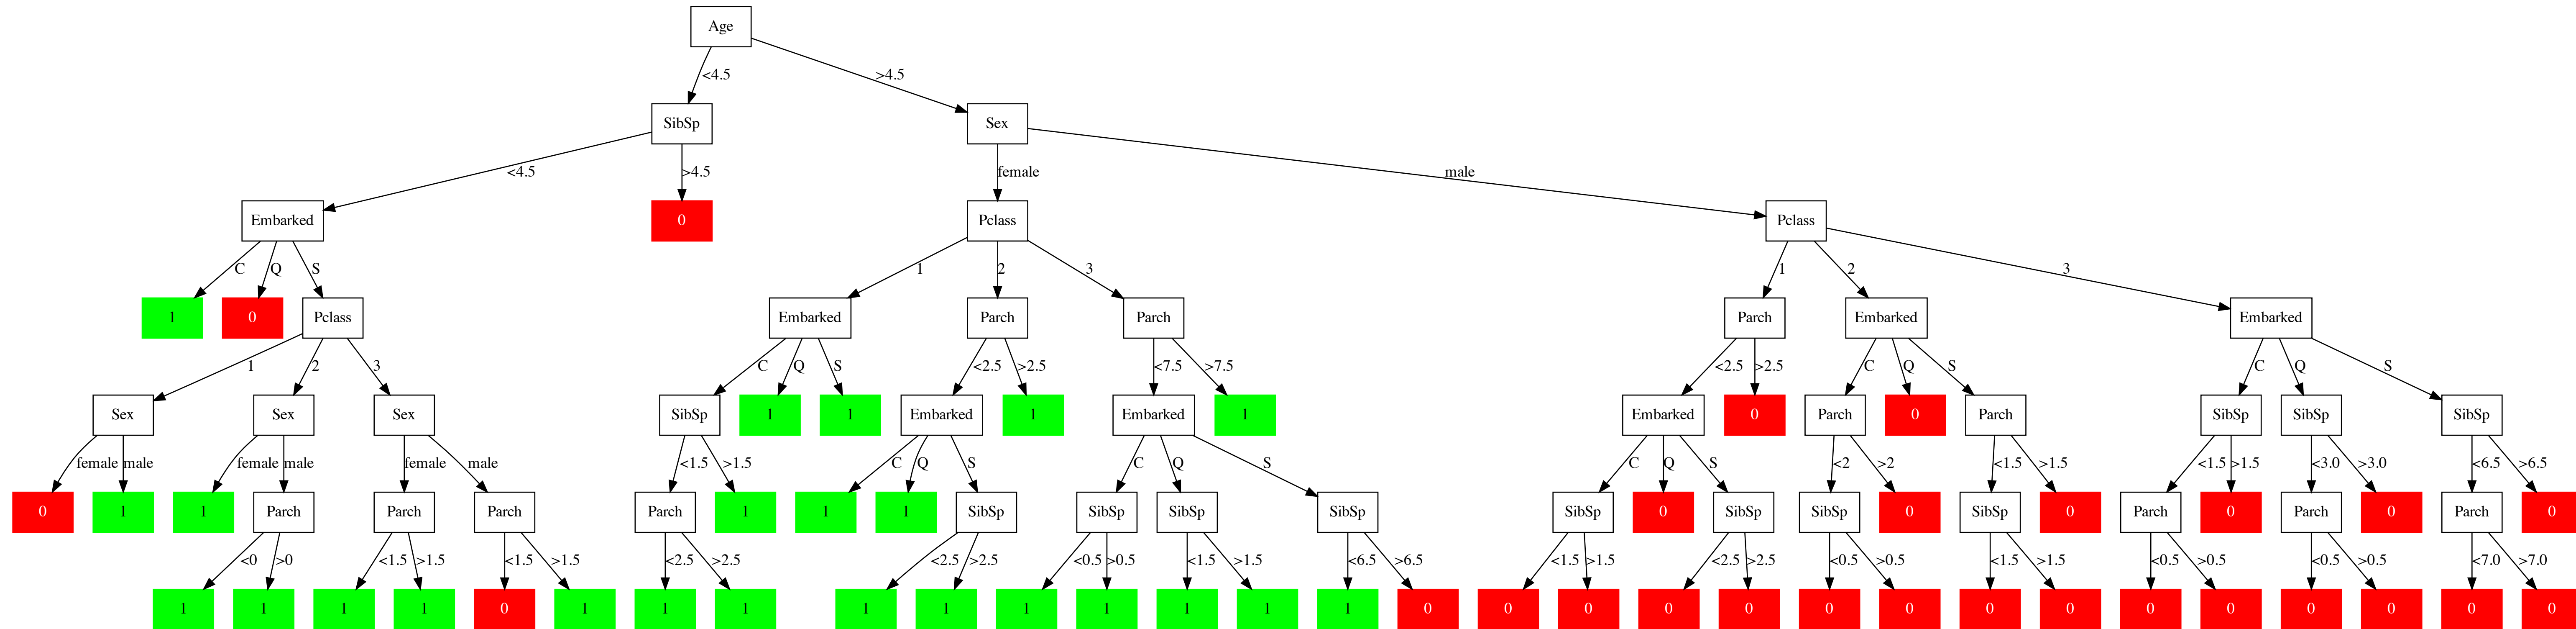 Age
<4.5 >4.5
SibSp Sex
<4.5 >4.5 female male
Embarked 0 Pclass Pclass
C Q S 1 2 3 1 2 3
1 0 Pclass Embarked Parch Parch Parch Embarked Embarked
1 2 3 C Q S <2.5 >2.5 <7.5 >7.5 <2.5 >2.5 C Q S C Q S
Sex Sex Sex SibSp 1 1 Embarked 1 Embarked 1 Embarked 0 Parch 0 Parch SibSp SibSp SibSp
female male female male female male <1.5 >1.5 C Q S C Q S C Q S <2 >2 <1.5 >1.5 <1.5 >1.5 <3.0 >3.0 <6.5 >6.5
0 1 1 Parch Parch Parch Parch 1 1 1 SibSp SibSp SibSp SibSp SibSp 0 SibSp SibSp 0 SibSp 0 Parch 0 Parch 0 Parch 0
<0 >0 <1.5 >1.5 <1.5 >1.5 <2.5 >2.5 <2.5 >2.5 <0.5 >0.5 <1.5 >1.5 <6.5 >6.5 <1.5 >1.5 <2.5 >2.5 <0.5 >0.5 <1.5 >1.5 <0.5 >0.5 <0.5 >0.5 <7.0 >7.0
1 1 1 1 0 1 1 1 1 1 1 1 1 1 1 0 0 0 0 0 0 0 0 0 0 0 0 0 0 0